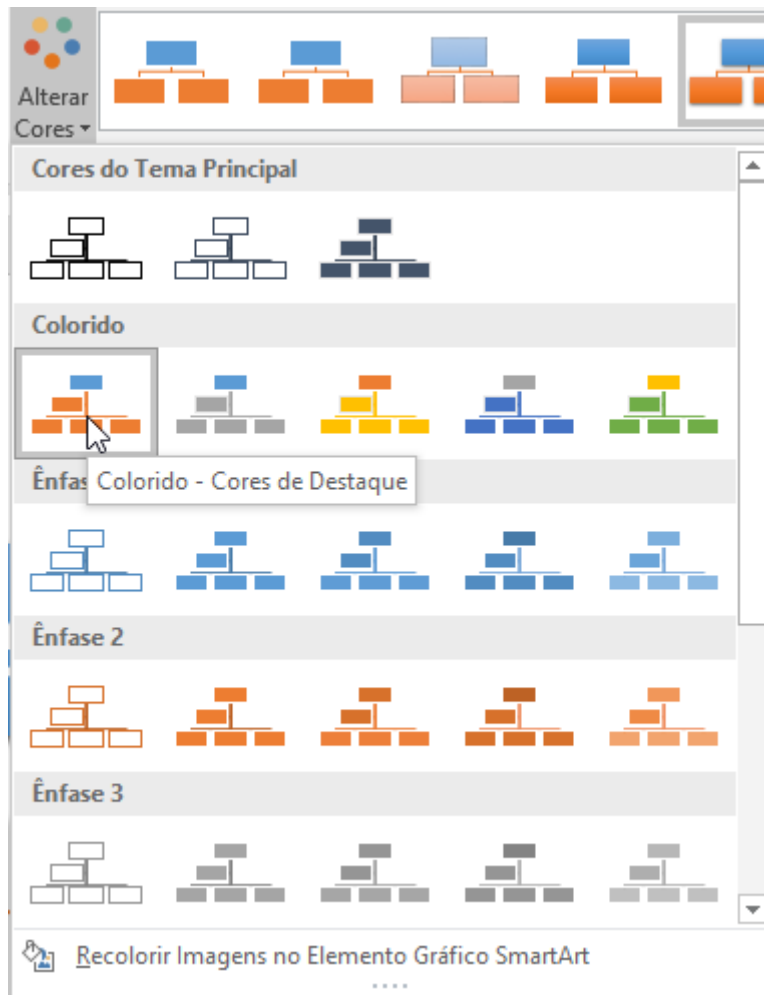 Alterar
Cores
Cores do Tema Principal
Colorido
Colorido - Cores de Destaque
Ênfas
Ênfase 2
Ênfase 3
Recolorir Imagens no Elemento Gráfico SmartArt